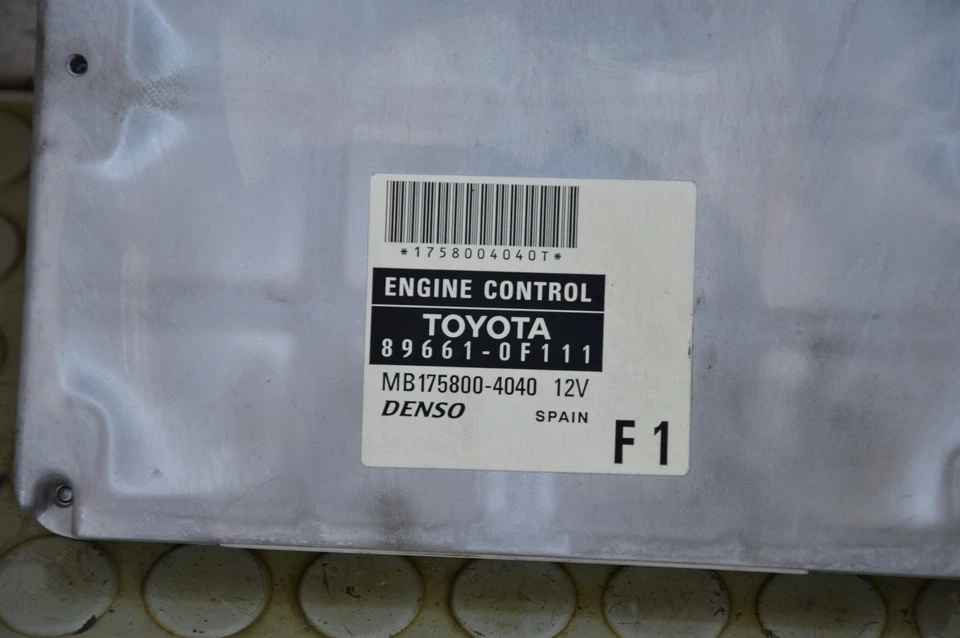 *1758004040T*
ENGINE CONTROL
TOYOTA
89661-0F111
MB175800-4040 12V
DENSO SPAIN
F1